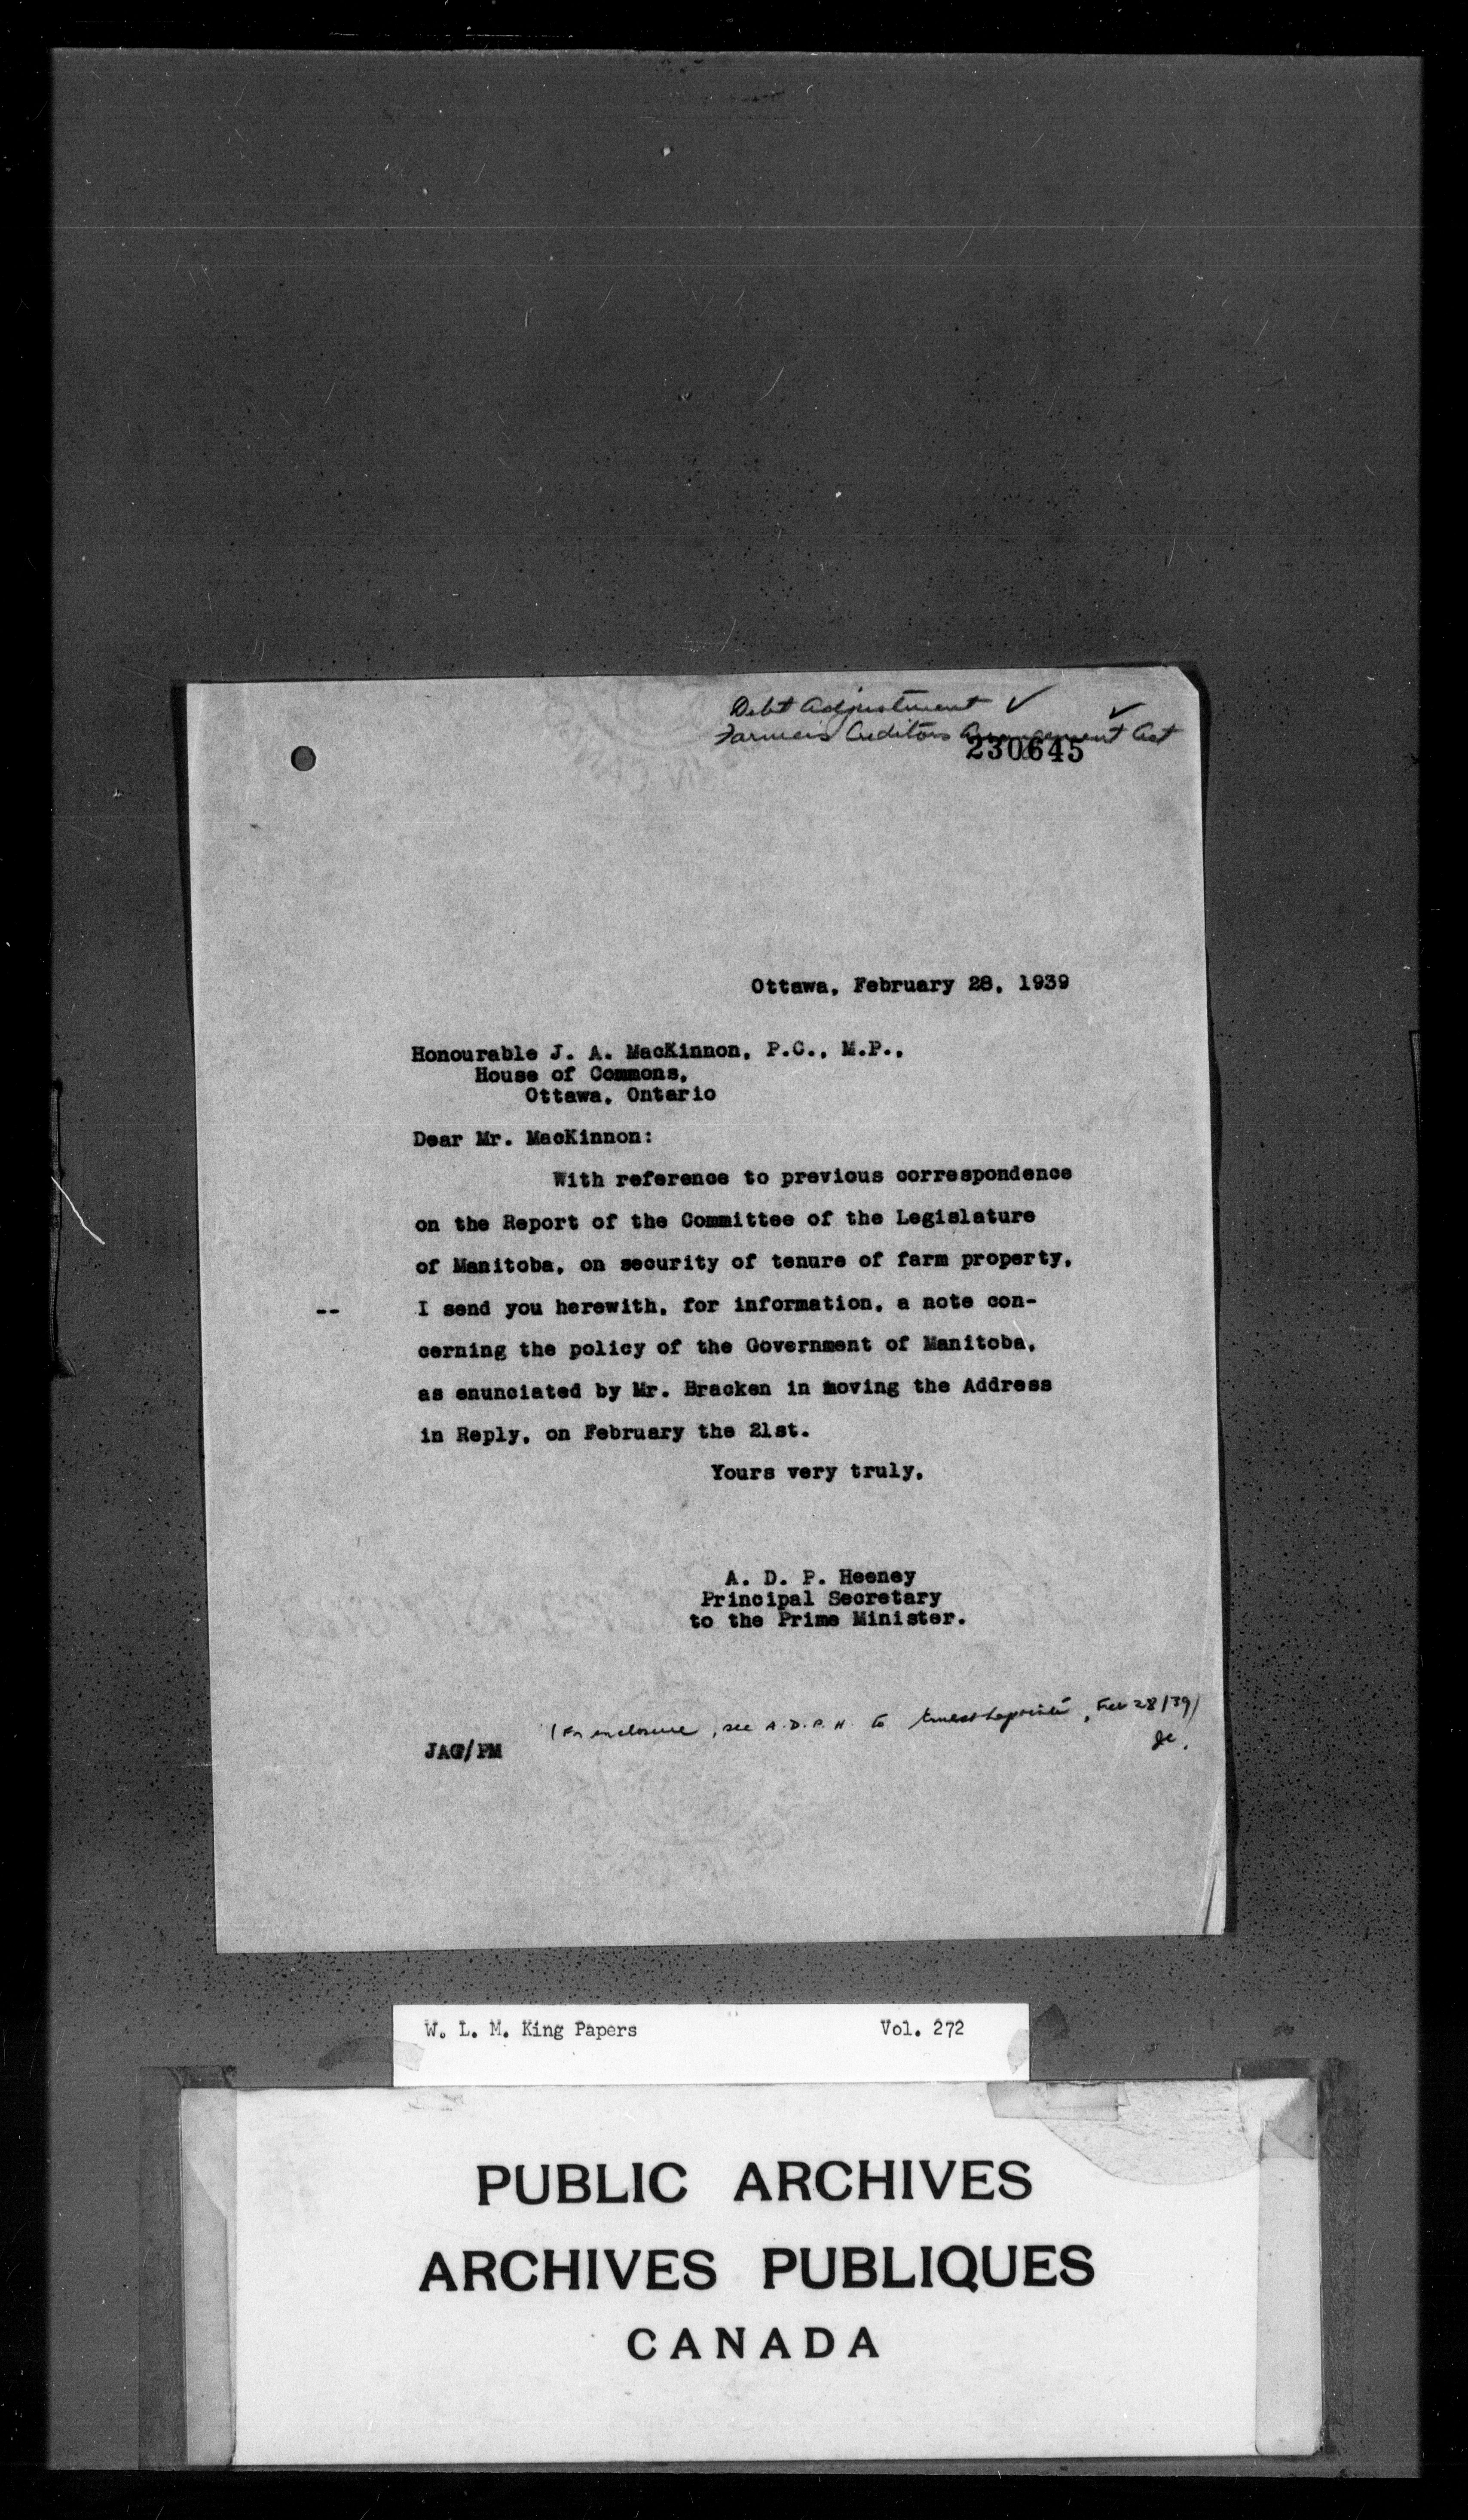 Debt Adjustment ✓
Farmers Creditors Arrangement Act ✓
230645
Ottawa, February 28, 1939
Honourable J. A. MacKinnon, P.C., M.P.,
House of Commons,
Ottawa, Ontario
Dear Mr. MacKinnon:
With reference to previous correspondence
on the Report of the Committee of the Legislature
of Manitoba, on security of tenure of farm property,
-- I send you herewith, for information, a note con-
cerning the policy of the Government of Manitoba,
as enunciated by Mr. Bracken in moving the Address
in Reply, on February the 21st.
Yours very truly,
A. D. P. Heeney
Principal Secretary
to the Prime Minister.
(For enclosure, see A.D.P.H. to Ernest Lapointe, Feb 28/39)
JAG/PM
W. L. M. King Papers Vol. 272
PUBLIC ARCHIVES
ARCHIVES PUBLIQUES
CANADA